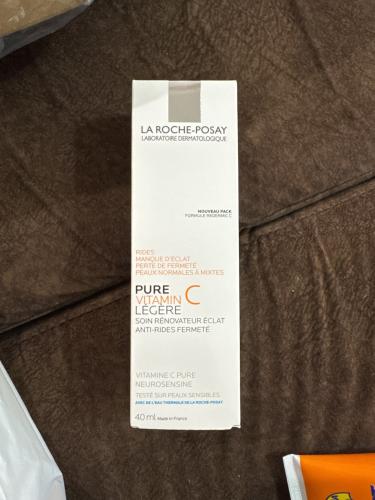 LA ROCHE-POSAY
LABORATOIRE DERMATOLOGIQUE
NOUVEAU PACK
FORMULE REDERMIC C
RIDES
MANQUE D'ÉCLAT
PERTE DE FERMETÉ
PEAUX NORMALES À MIXTES
PURE
VITAMIN C
LÉGÈRE
SOIN RÉNOVATEUR ÉCLAT
ANTI-RIDES FERMETÉ
VITAMINE C PURE
NEUROSENSINE
TESTÉ SUR PEAUX SENSIBLES
AVEC DE L'EAU THERMALE DE LA ROCHE-POSAY
40 ml Made in France